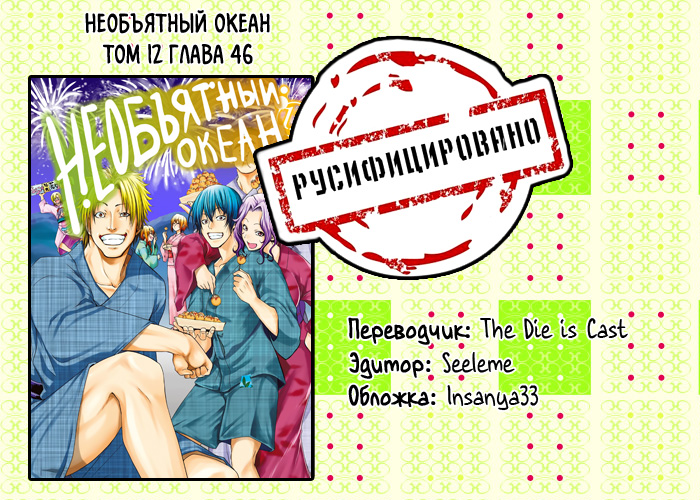 НЕОБЪЯТНЫЙ ОКЕАН
ТОМ 12 ГЛАВА 46
НЕОБЪЯТНЫЙ
ОКЕАН
РУСИФИЦИРОВАНО
Переводчик: The Die is Cast
Эдитор: Seeleme
Обложка: Insanya33